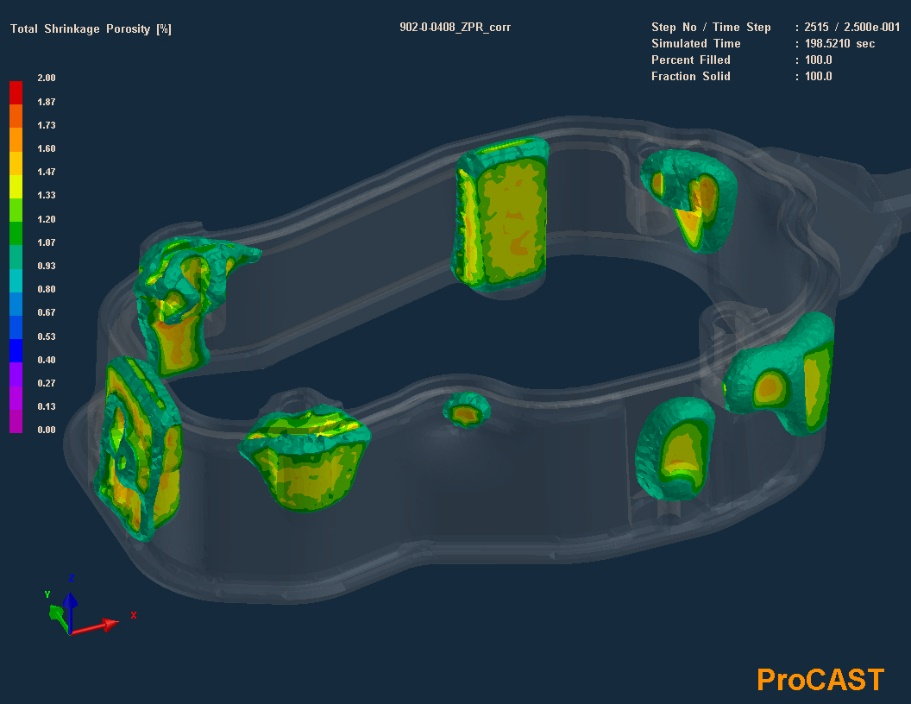 Total Shrinkage Porosity [%]
902-0-0408_ZPR_corr
Step No / Time Step : 2515 / 2.500e-001
Simulated Time : 198.5210 sec
Percent Filled : 100.0
Fraction Solid : 100.0
2.00
1.87
1.73
1.60
1.47
1.33
1.20
1.07
0.93
0.80
0.67
0.53
0.40
0.27
0.13
0.00
Z
Y
X
ProCAST